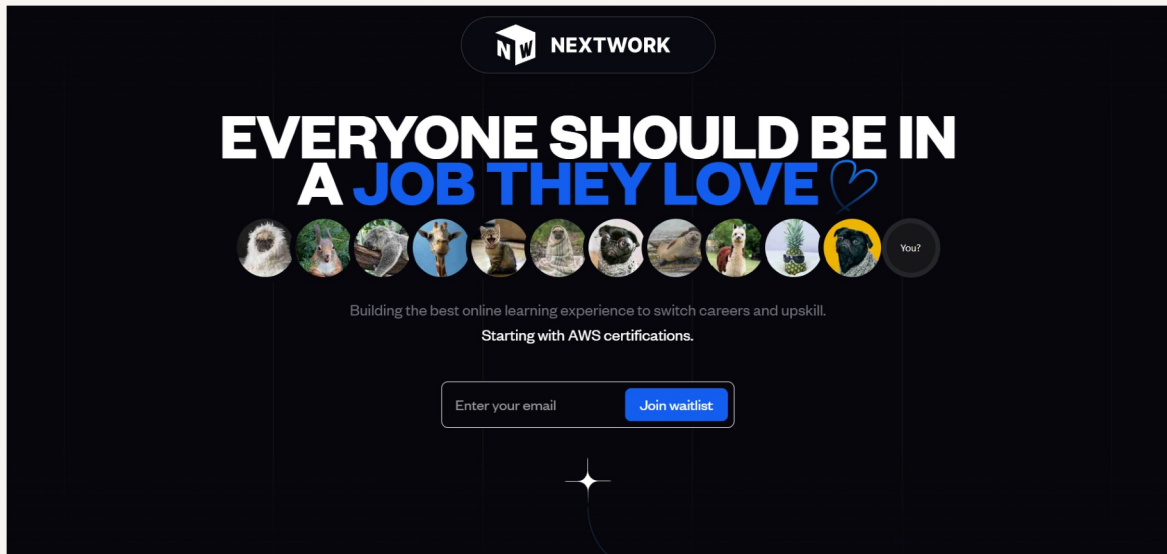 NW NEXTWORK
EVERYONE SHOULD BE IN
A JOB THEY LOVE
You?
Building the best online learning experience to switch careers and upskill.
Starting with AWS certifications.
Enter your email Join waitlist